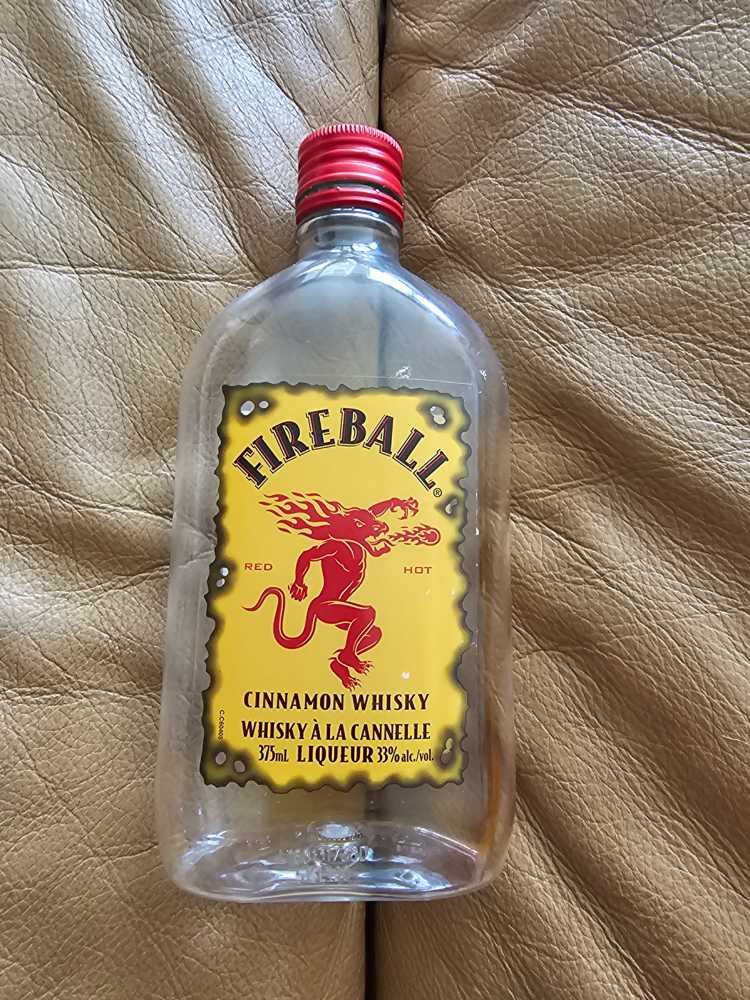 FIREBALL®
RED HOT
CINNAMON WHISKY
WHISKY À LA CANNELLE
375mL LIQUEUR 33% alc./vol.